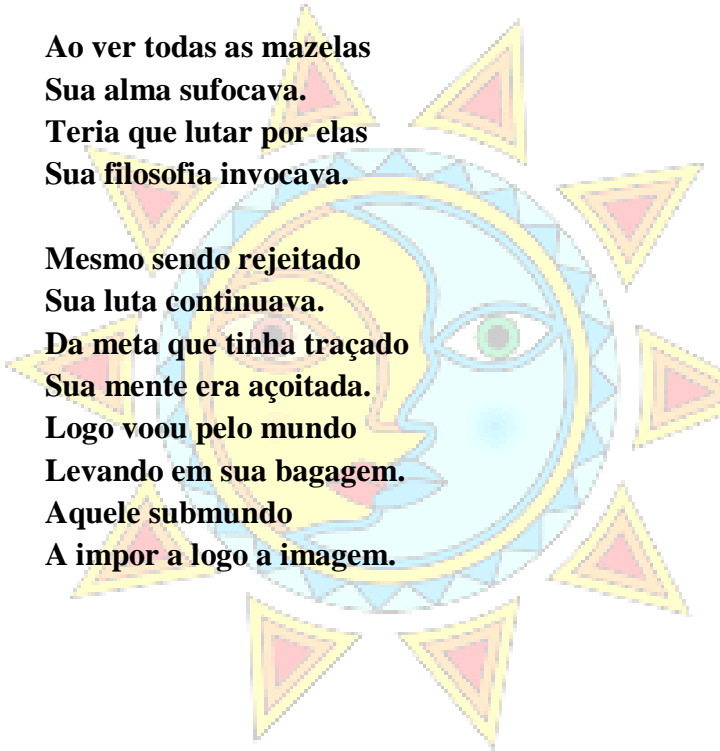 Ao ver todas as mazelas
Sua alma sufocava.
Teria que lutar por elas
Sua filosofia invocava.

Mesmo sendo rejeitado
Sua luta continuava.
Da meta que tinha traçado
Sua mente era açoitada.
Logo voou pelo mundo
Levando em sua bagagem.
Aquele submundo
A impor a logo a imagem.